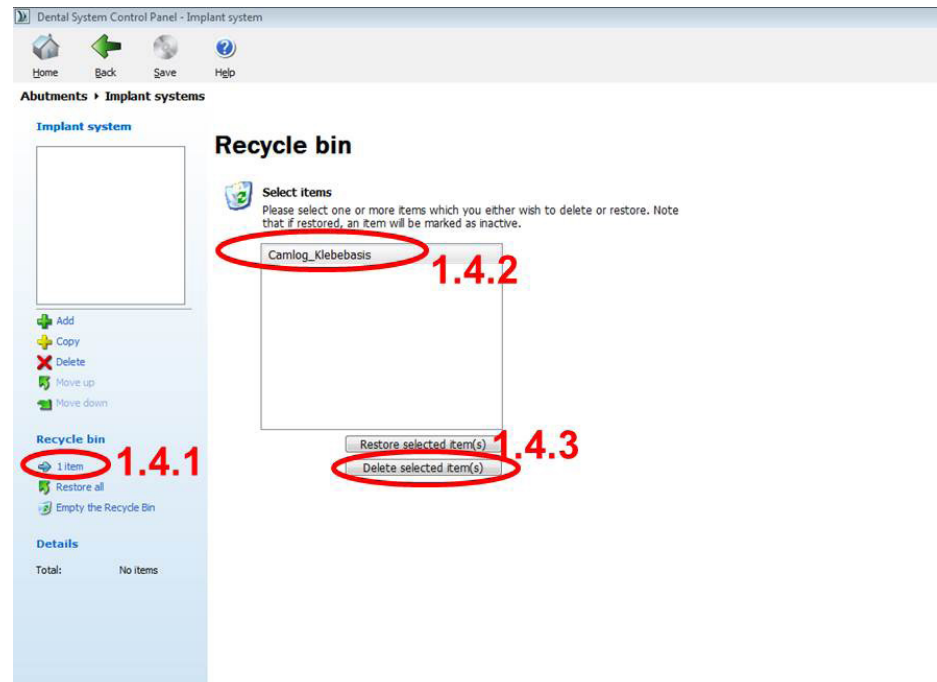 Dental System Control Panel - Implant system
Home Back Save Help
Abutments ▸ Implant systems
Implant system
Add
Copy
Delete
Move up
Move down
Recycle bin
1 item
1.4.1
Restore all
Empty the Recycle Bin
Details
Total: No items
Recycle bin
Select items
Please select one or more items which you either wish to delete or restore. Note
that if restored, an item will be marked as inactive.
Camlog_Klebebasis
1.4.2
Restore selected item(s)
1.4.3
Delete selected item(s)